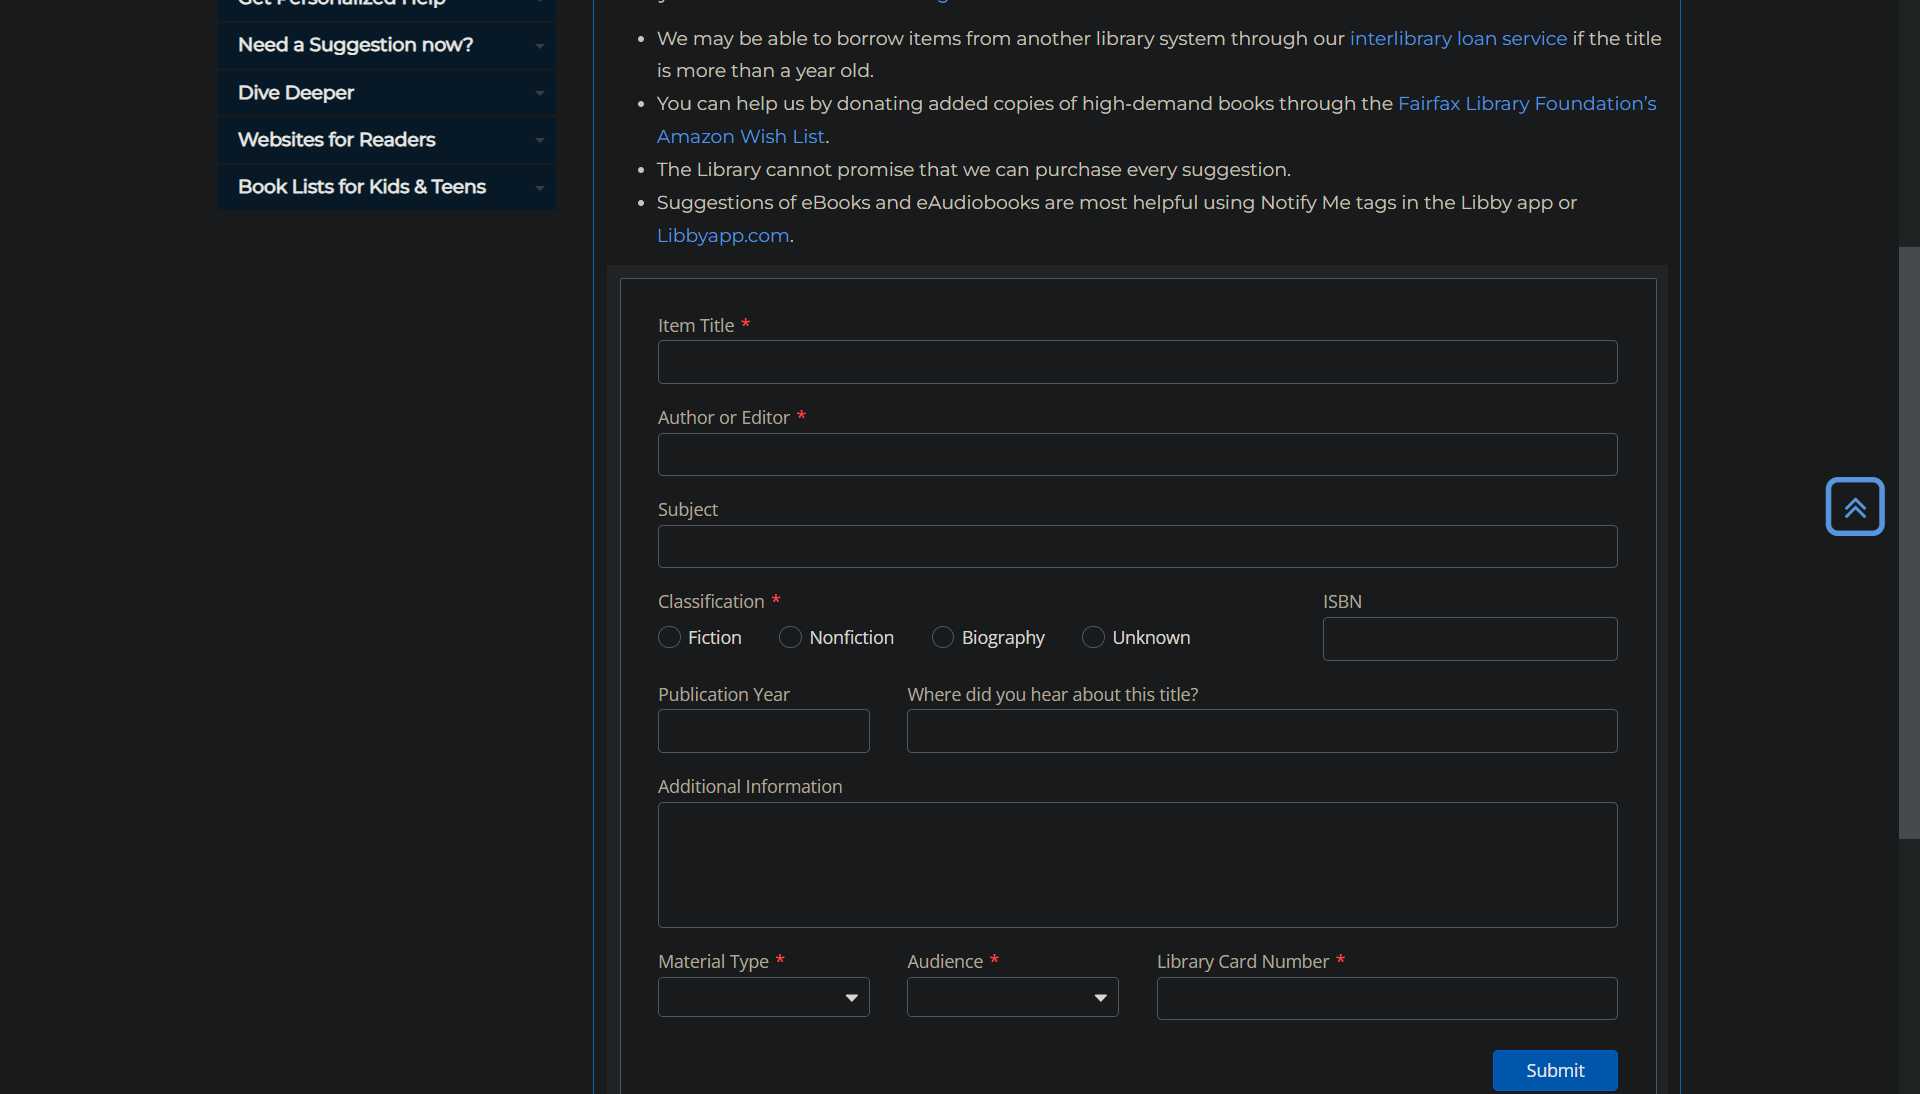 Get Personalized Help
Need a Suggestion now?
Dive Deeper
Websites for Readers
Book Lists for Kids & Teens
We may be able to borrow items from another library system through our interlibrary loan service if the title
is more than a year old.
You can help us by donating added copies of high-demand books through the Fairfax Library Foundation's
Amazon Wish List.
The Library cannot promise that we can purchase every suggestion.
Suggestions of eBooks and eAudiobooks are most helpful using Notify Me tags in the Libby app or
Libbyapp.com.
Item Title *
Author or Editor *
Subject
Classification *
ISBN
Fiction Nonfiction Biography Unknown
Publication Year
Where did you hear about this title?
Additional Information
Material Type *
Audience *
Library Card Number *
Submit